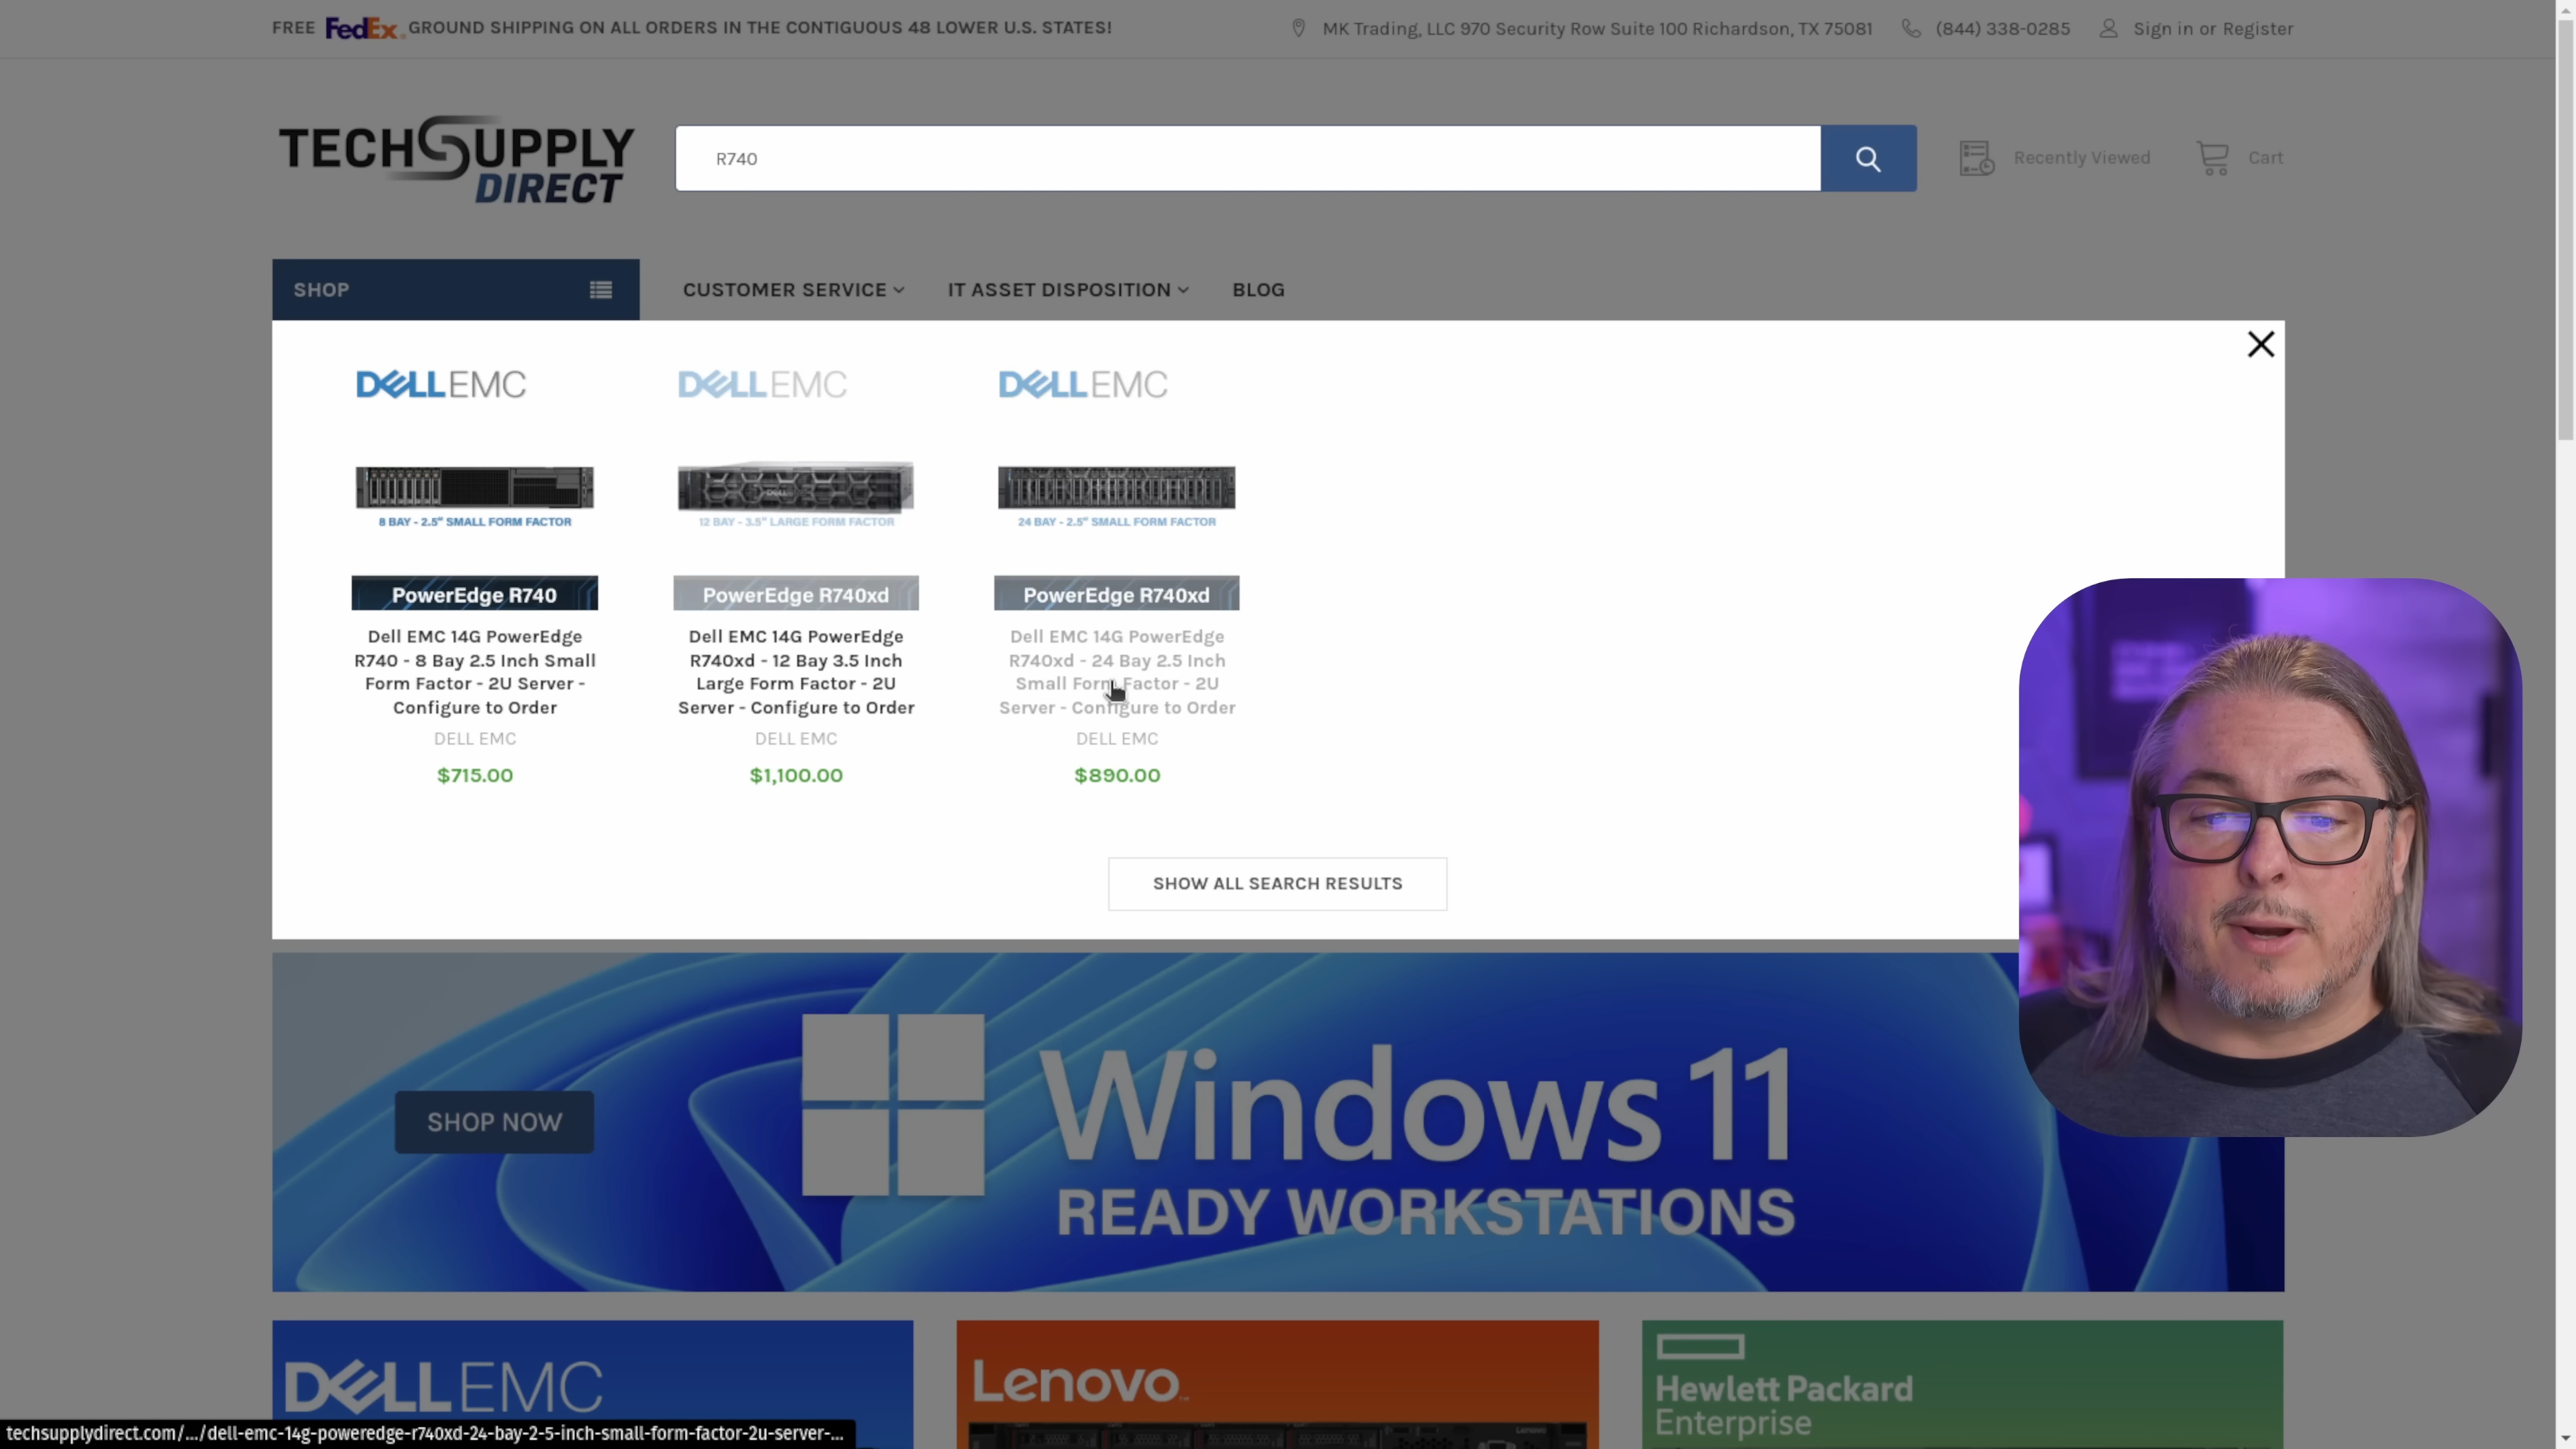 FREE FedEx. GROUND SHIPPING ON ALL ORDERS IN THE CONTIGUOUS 48 LOWER U.S. STATES!
MK Trading, LLC 970 Security Row Suite 100 Richardson, TX 75081
(844) 338-0285
Sign in or Register
TECHSUPPLY
DIRECT
R740
Recently Viewed
Cart
SHOP
CUSTOMER SERVICE
IT ASSET DISPOSITION
BLOG
DELLEMC
8 BAY - 2.5" SMALL FORM FACTOR
PowerEdge R740
Dell EMC 14G PowerEdge
R740 - 8 Bay 2.5 Inch Small
Form Factor - 2U Server -
Configure to Order
DELL EMC
$715.00
DELLEMC
12 BAY - 3.5" LARGE FORM FACTOR
PowerEdge R740xd
Dell EMC 14G PowerEdge
R740xd - 12 Bay 3.5 Inch
Large Form Factor - 2U
Server - Configure to Order
DELL EMC
$1,100.00
DELLEMC
24 BAY - 2.5" SMALL FORM FACTOR
PowerEdge R740xd
Dell EMC 14G PowerEdge
R740xd - 24 Bay 2.5 Inch
Small Form Factor - 2U
Server - Configure to Order
DELL EMC
$890.00
SHOW ALL SEARCH RESULTS
SHOP NOW
Windows 11
READY WORKSTATIONS
DELLEMC
Lenovo
Lenovo
Hewlett Packard
Enterprise
techsupplydirect.com/.../dell-emc-14g-poweredge-r740xd-24-bay-2-5-inch-small-form-factor-2u-server-...